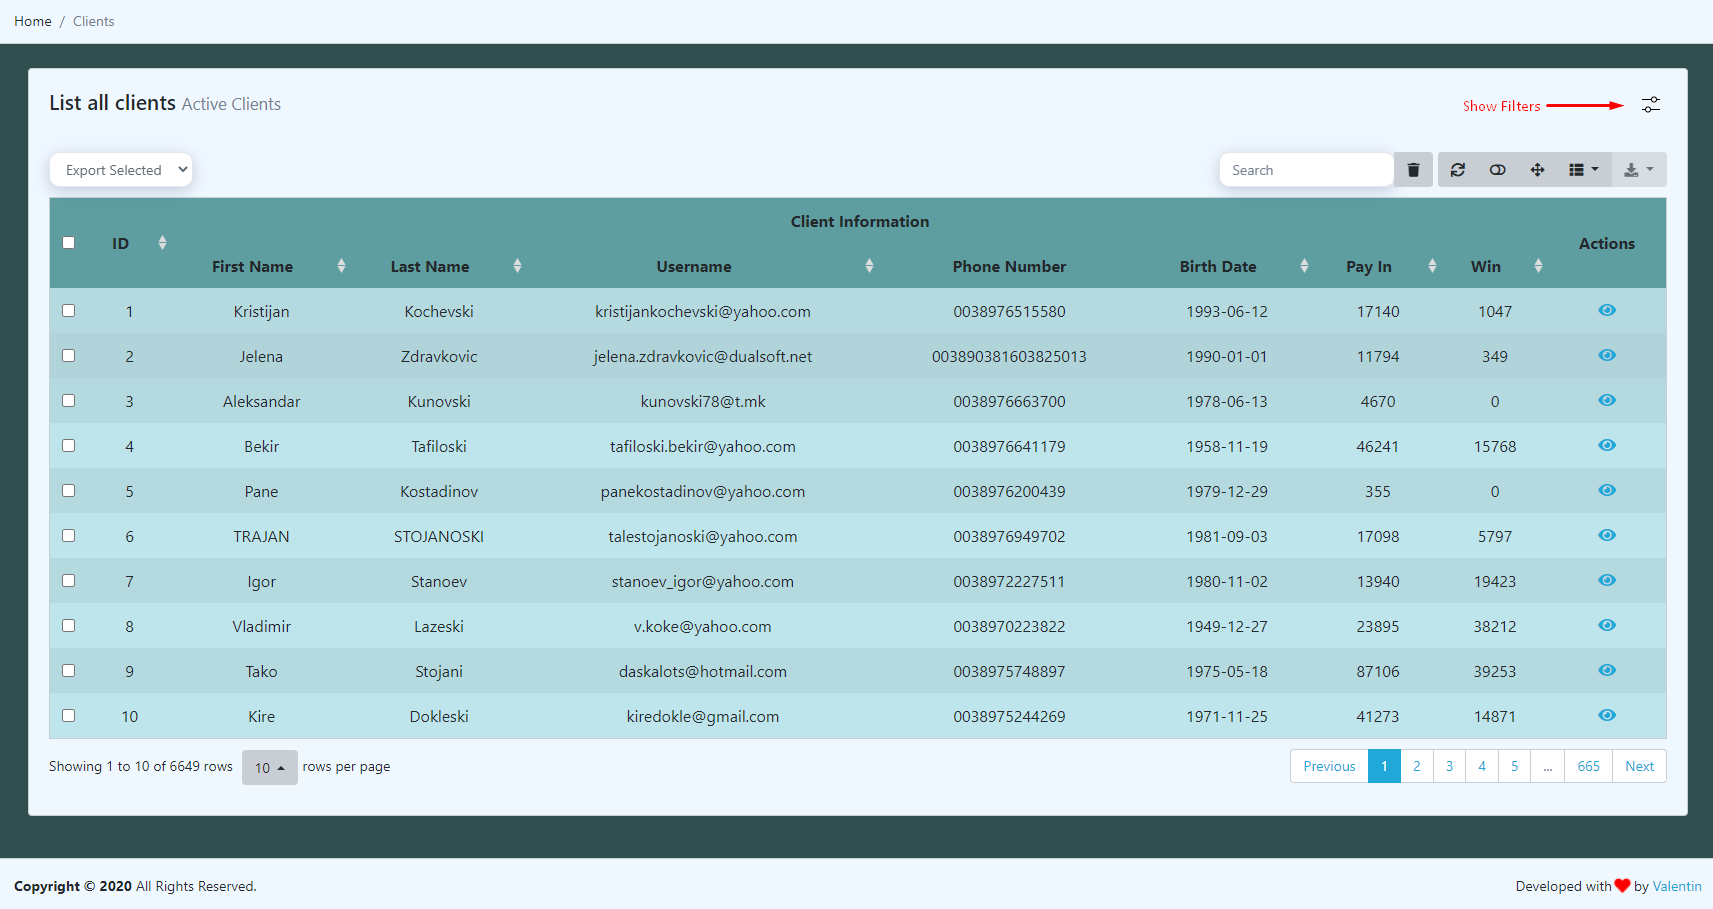 Home / Clients
List all clients Active Clients
Show Filters
Export Selected
Search
Client Information
ID
Actions
First Name Last Name Username Phone Number Birth Date Pay In Win
1 Kristijan Kochevski kristijankochevski@yahoo.com 0038976515580 1993-06-12 17140 1047
2 Jelena Zdravkovic jelena.zdravkovic@dualsoft.net 003890381603825013 1990-01-01 11794 349
3 Aleksandar Kunovski kunovski78@t.mk 0038976663700 1978-06-13 4670 0
4 Bekir Tafiloski tafiloski.bekir@yahoo.com 0038976641179 1958-11-19 46241 15768
5 Pane Kostadinov panekostadinov@yahoo.com 0038976200439 1979-12-29 355 0
6 TRAJAN STOJANOSKI talestojanoski@yahoo.com 0038976949702 1981-09-03 17098 5797
7 Igor Stanoev stanoev_igor@yahoo.com 0038972227511 1980-11-02 13940 19423
8 Vladimir Lazeski v.koke@yahoo.com 0038970223822 1949-12-27 23895 38212
9 Tako Stojani daskalots@hotmail.com 0038975748897 1975-05-18 87106 39253
10 Kire Dokleski kiredokle@gmail.com 0038975244269 1971-11-25 41273 14871
Showing 1 to 10 of 6649 rows 10 rows per page
Previous 1 2 3 4 5 ... 665 Next
Copyright © 2020 All Rights Reserved.
Developed with ❤ by Valentin